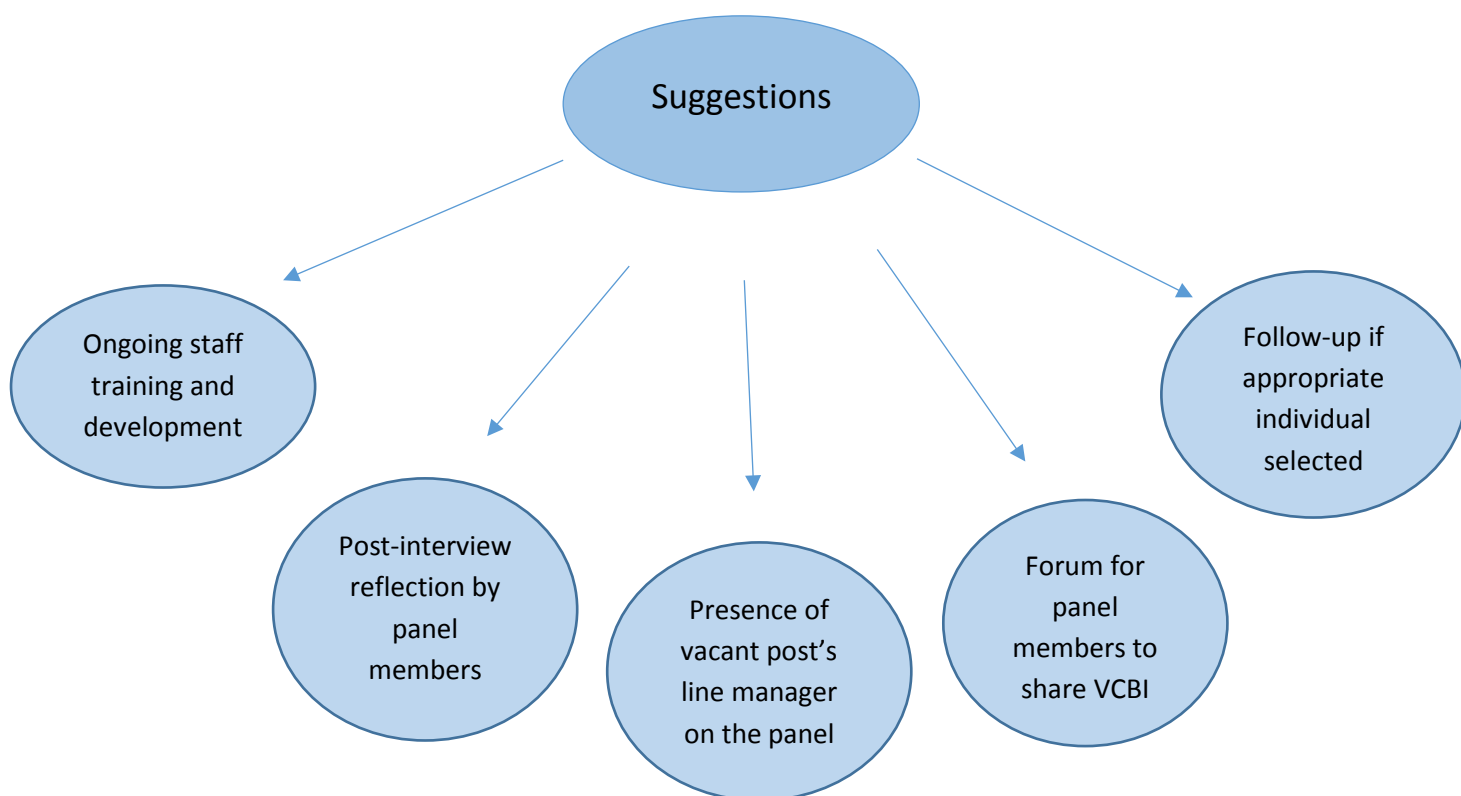 Suggestions
Ongoing staff
training and
development
Post-interview
reflection by
panel
members
Presence of
vacant post’s
line manager
on the panel
Forum for
panel
members to
share VCBI
Follow-up if
appropriate
individual
selected